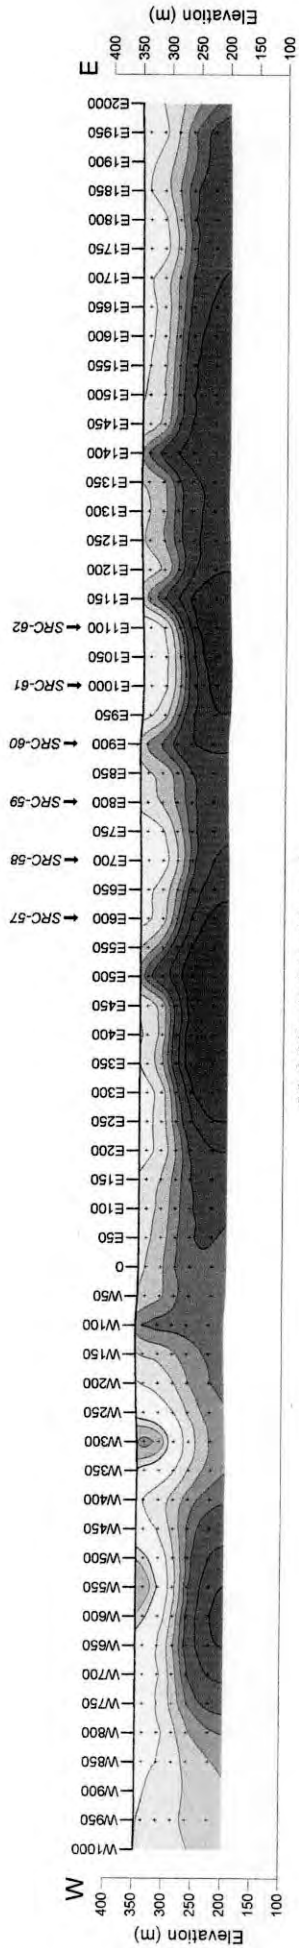 W
E
SRC-57
SRC-58
SRC-59
SRC-60
SRC-61
SRC-62
W1000
W950
W900
W850
W800
W750
W700
W650
W600
W550
W500
W450
W400
W350
W300
W250
W200
W150
W100
W50
0
E50
E100
E150
E200
E250
E300
E350
E400
E450
E500
E550
E600
E650
E700
E750
E800
E850
E900
E950
E1000
E1050
E1100
E1150
E1200
E1250
E1300
E1350
E1400
E1450
E1500
E1550
E1600
E1650
E1700
E1750
E1800
E1850
E1900
E1950
E2000
Elevation (m)
400
350
300
250
200
150
100
Elevation (m)
400
350
300
250
200
150
100